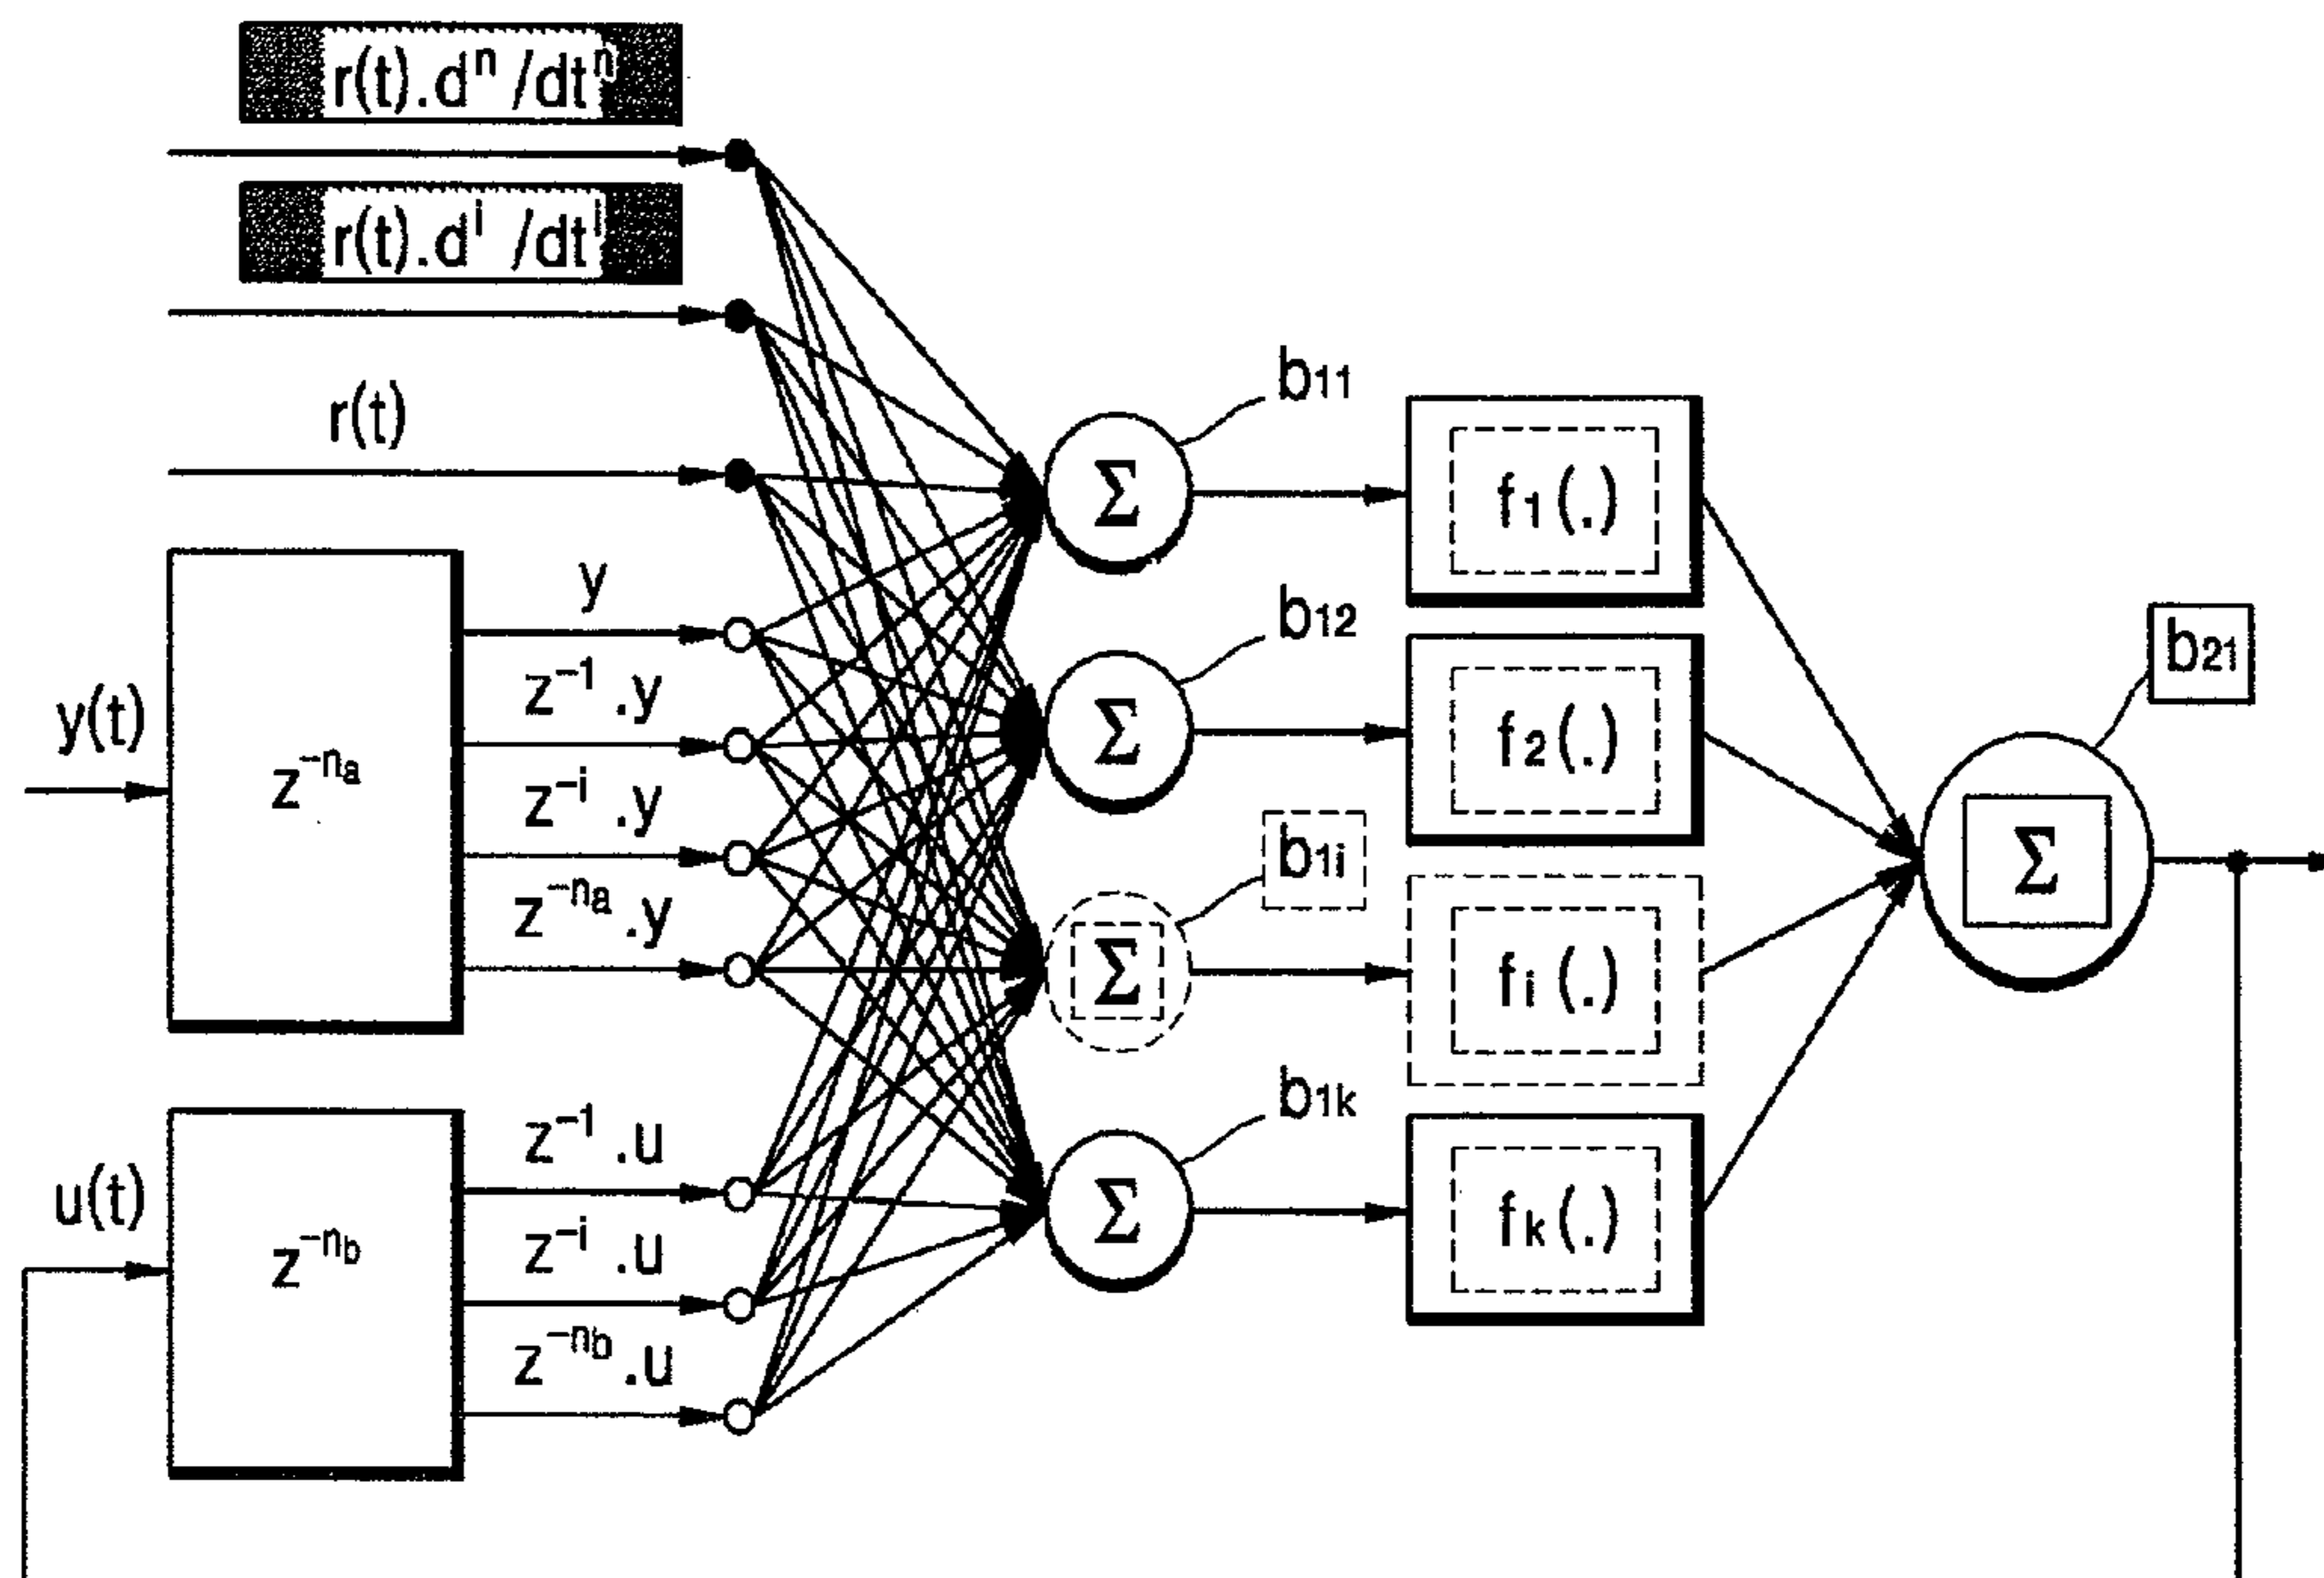 r(t).dⁿ/dtⁿ
r(t).dⁱ/dtⁱ
r(t)
y(t)
z⁻ⁿᵃ
y
z⁻¹.y
z⁻ⁱ.y
z⁻ⁿᵃ.y
u(t)
z⁻ⁿᵇ
z⁻¹.u
z⁻ⁱ.u
z⁻ⁿᵇ.u
b11
Σ
f1(.)
b12
Σ
f2(.)
b1i
Σ
fi(.)
b1k
Σ
fk(.)
b21
Σ